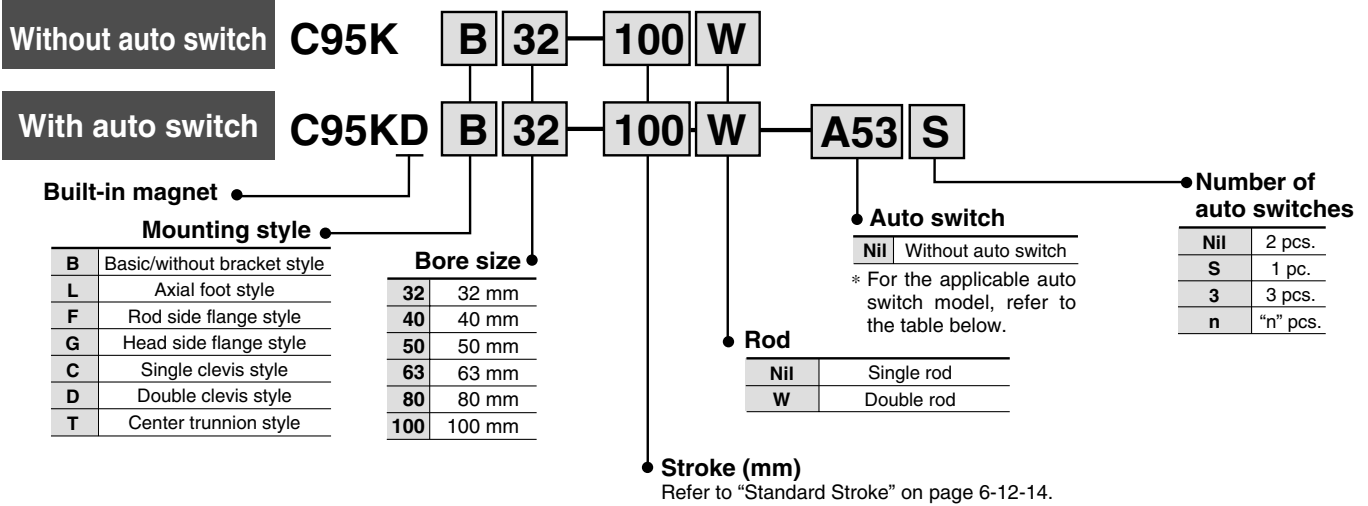 Without auto switch C95K B 32 — 100 W
With auto switch C95KD B 32 — 100 - W — A53 S
Built-in magnet
Mounting style
B Basic/without bracket style
L Axial foot style
F Rod side flange style
G Head side flange style
C Single clevis style
D Double clevis style
T Center trunnion style
Bore size
32 32 mm
40 40 mm
50 50 mm
63 63 mm
80 80 mm
100 100 mm
Stroke (mm)
Refer to “Standard Stroke” on page 6-12-14.
Rod
Nil Single rod
W Double rod
Auto switch
Nil Without auto switch
* For the applicable auto
switch model, refer to
the table below.
Number of
auto switches
Nil 2 pcs.
S 1 pc.
3 3 pcs.
n “n” pcs.